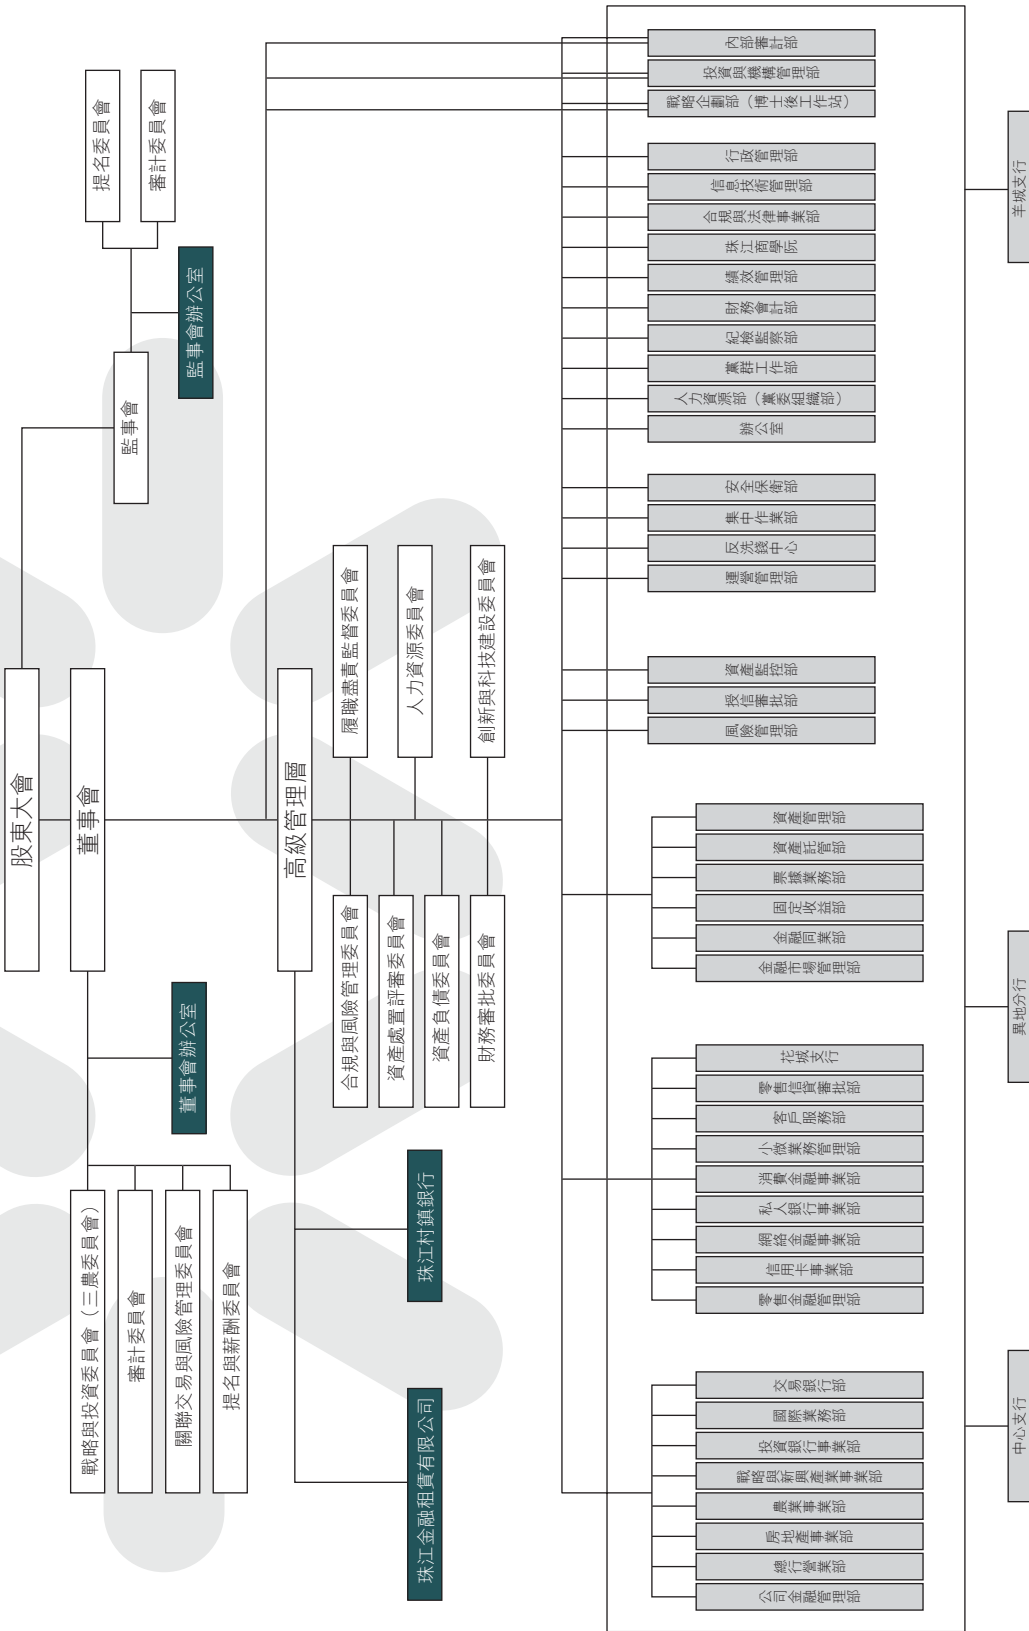 股東大會
董事會
監事會
提名委員會
審計委員會
監事會辦公室
董事會辦公室
戰略與投資委員會（三農委員會）
審計委員會
關聯交易與風險管理委員會
提名與薪酬委員會
高級管理層
合規與風險管理委員會
資產處置評審委員會
資產負債委員會
財務審批委員會
履職盡責監督委員會
人力資源委員會
創新與科技建設委員會
珠江金融租賃有限公司
珠江村鎮銀行
公司金融管理部
總行營業部
房地產事業部
農業事業部
戰略與新興產業事業部
投資銀行事業部
國際業務部
交易銀行部
零售金融管理部
信用卡事業部
網絡金融事業部
私人銀行事業部
消費金融事業部
小微業務管理部
客戶服務部
零售信貸審批部
花城支行
金融市場管理部
金融同業部
固定收益部
票據業務部
資產託管部
資產管理部
風險管理部
授信審批部
資產監控部
運營管理部
反洗錢中心
集中作業部
安全保衛部
辦公室
人力資源部（黨委組織部）
黨群工作部
紀檢監察部
財務會計部
績效管理部
珠江商學院
合規與法律事業部
信息技術管理部
行政管理部
戰略企劃部（博士後工作站）
投資與機構管理部
內部審計部
中心支行
異地分行
羊城支行